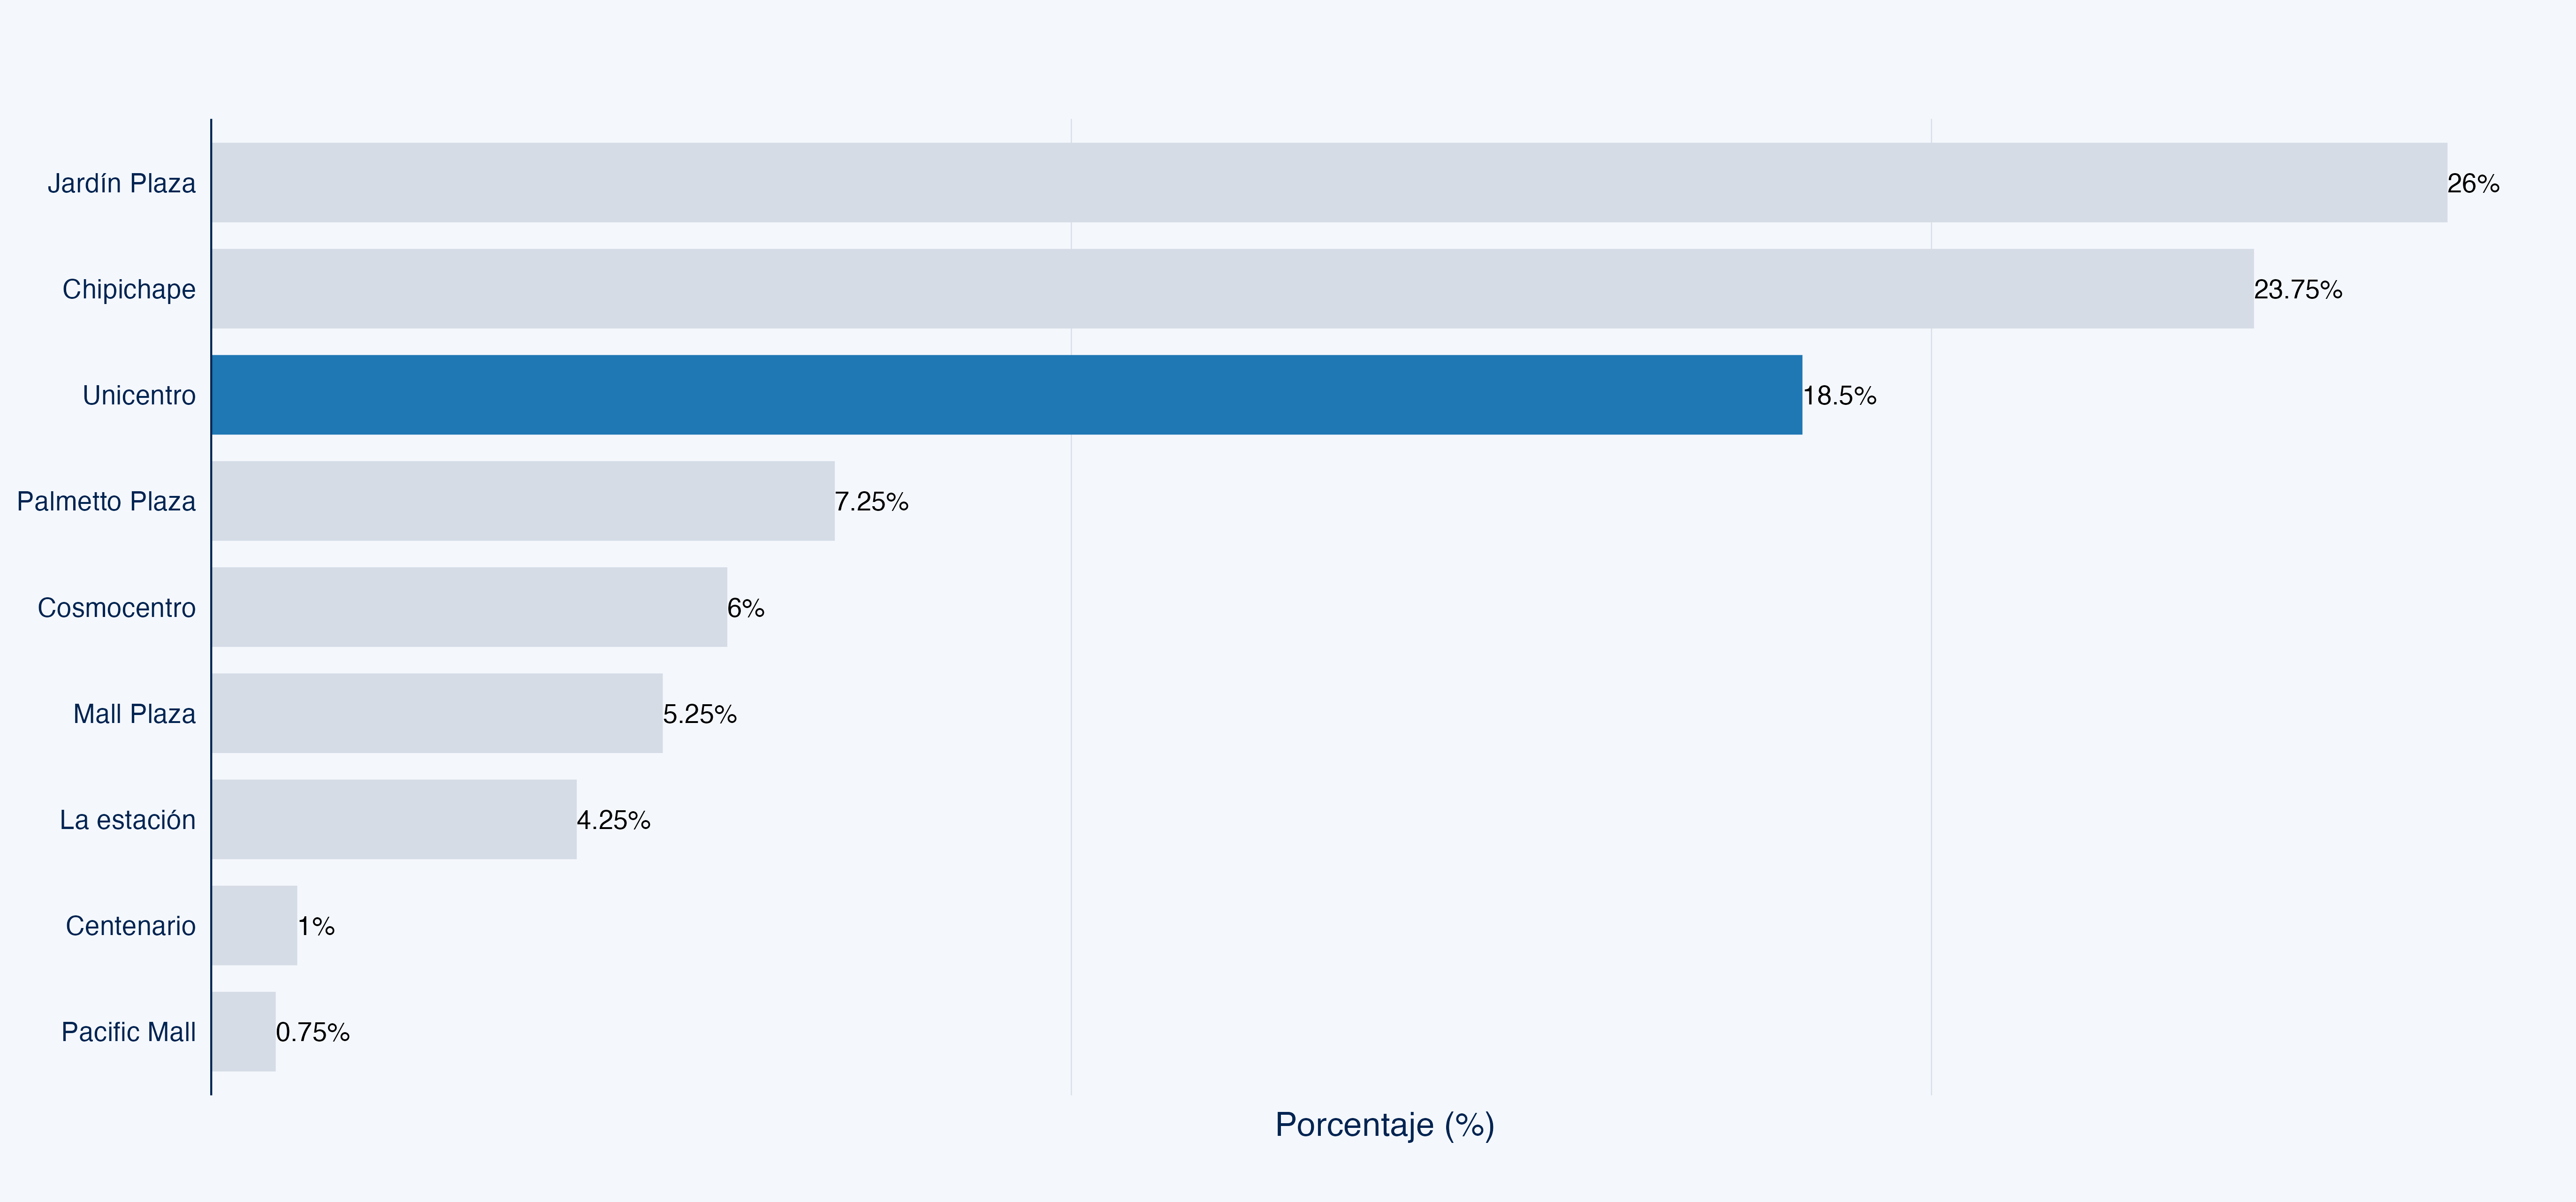 Jardín Plaza 26%
Chipichape 23.75%
Unicentro 18.5%
Palmetto Plaza 7.25%
Cosmocentro 6%
Mall Plaza 5.25%
La estación 4.25%
Centenario 1%
Pacific Mall 0.75%
Porcentaje (%)